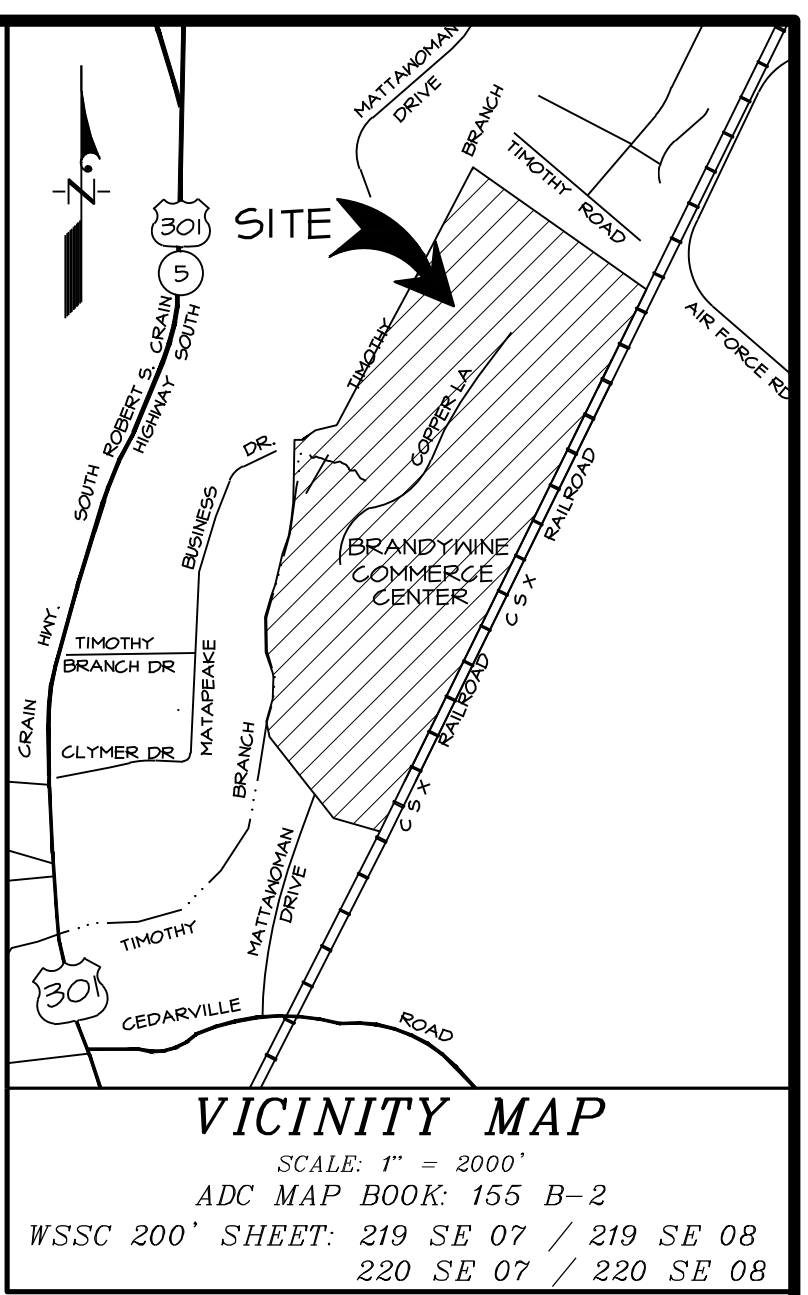 MATTAWOMAN
DRIVE
BRANCH
TIMOTHY ROAD
N
301
5
SITE
AIR FORCE RD
SOUTH ROBERT S. CRAIN
HIGHWAY SOUTH
TIMOTHY
COPPER LA
BUSINESS DR.
CSX RAILROAD
BRANDYWINE
COMMERCE
CENTER
CRAIN HWY.
TIMOTHY
BRANCH DR
MATAPEAKE
CLYMER DR
CSX RAILROAD
TIMOTHY BRANCH
MATTAWOMAN
DRIVE
301
CEDARVILLE ROAD
VICINITY MAP
SCALE: 1" = 2000'
ADC MAP BOOK: 155 B-2
WSSC 200' SHEET: 219 SE 07 / 219 SE 08
220 SE 07 / 220 SE 08